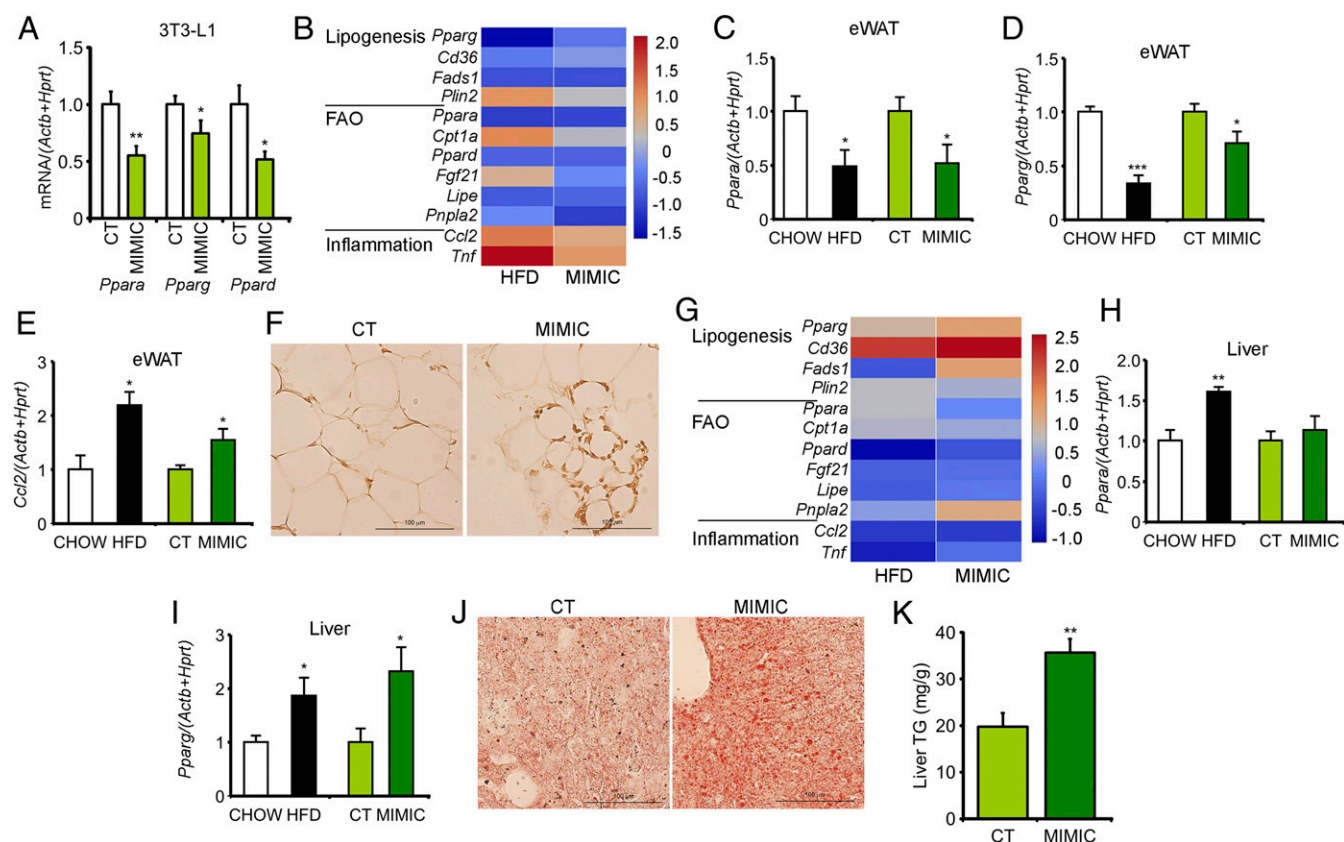 A
3T3-L1
mRNA/(Actb+Hprt)
1.5
1.0
0.5
0
CT
MIMIC
CT
MIMIC
CT
MIMIC
Ppara
Pparg
Ppard
B
Lipogenesis
FAO
Inflammation
Pparg
Cd36
Fads1
Plin2
Ppara
Cpt1a
Ppard
Fgf21
Lipe
Pnpla2
Ccl2
Tnf
HFD MIMIC
2.0
1.5
1.0
0.5
0
-0.5
-1.0
-1.5
**
*
*
C
eWAT
Ppara/(Actb+Hprt)
1.5
1.0
0.5
0
*
*
CHOW HFD CT MIMIC
D
eWAT
Pparg/(Actb+Hprt)
1.5
1.0
0.5
0
***
*
CHOW HFD CT MIMIC
E
eWAT
Ccl2/(Actb+Hprt)
3
2
1
0
*
*
CHOW HFD CT MIMIC
F
CT MIMIC
100 µm
100 µm
G
Lipogenesis
FAO
Inflammation
Pparg
Cd36
Fads1
Plin2
Ppara
Cpt1a
Ppard
Fgf21
Lipe
Pnpla2
Ccl2
Tnf
HFD MIMIC
2.5
2.0
1.5
1.0
0.5
0
-0.5
-1.0
H
Liver
Ppara/(Actb+Hprt)
2.0
1.5
1.0
0.5
0
**
CHOW HFD CT MIMIC
I
Liver
Pparg/(Actb+Hprt)
3
2
1
0
*
*
CHOW HFD CT MIMIC
J
CT MIMIC
100 µm
100 µm
K
Liver TG (mg/g)
40
30
20
10
0
**
CT MIMIC